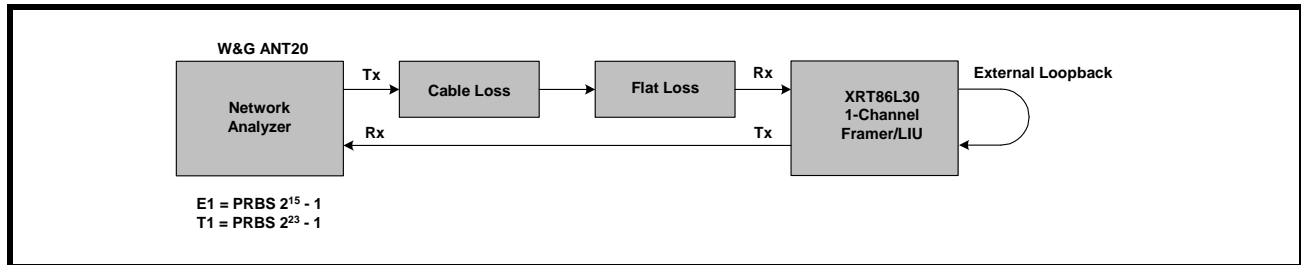 W&G ANT20
Network
Analyzer
Tx
Cable Loss
Flat Loss
Rx
XRT86L30
1-Channel
Framer/LIU
External Loopback
Rx
Tx
E1 = PRBS 2¹⁵ - 1
T1 = PRBS 2²³ - 1